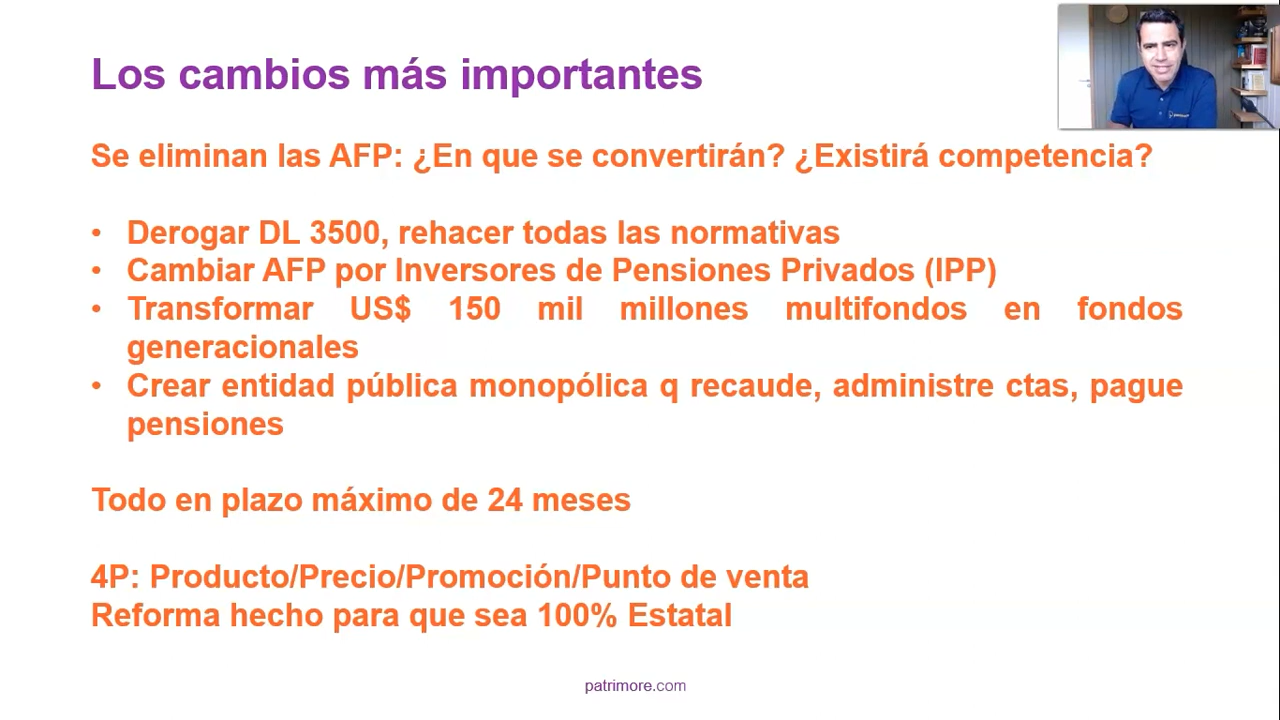 Los cambios más importantes
Se eliminan las AFP: ¿En que se convertirán? ¿Existirá competencia?
• Derogar DL 3500, rehacer todas las normativas
• Cambiar AFP por Inversores de Pensiones Privados (IPP)
• Transformar US$ 150 mil millones multifondos en fondos
generacionales
• Crear entidad pública monopólica q recaude, administre ctas, pague
pensiones
Todo en plazo máximo de 24 meses
4P: Producto/Precio/Promoción/Punto de venta
Reforma hecho para que sea 100% Estatal
patrimore.com